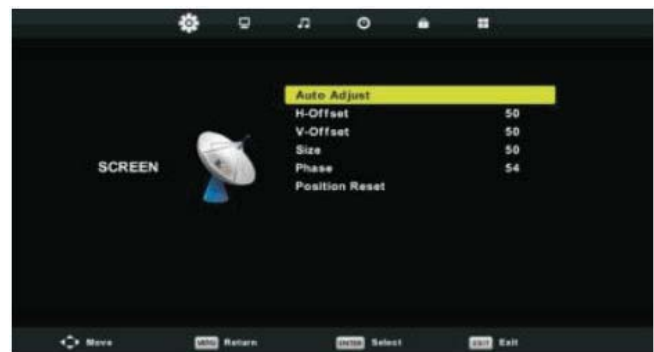 Auto Adjust
H-Offset 50
V-Offset 50
Size 50
SCREEN
Phase 54
Position Reset
Move
MENU Return
ENTER Select
EXIT Exit